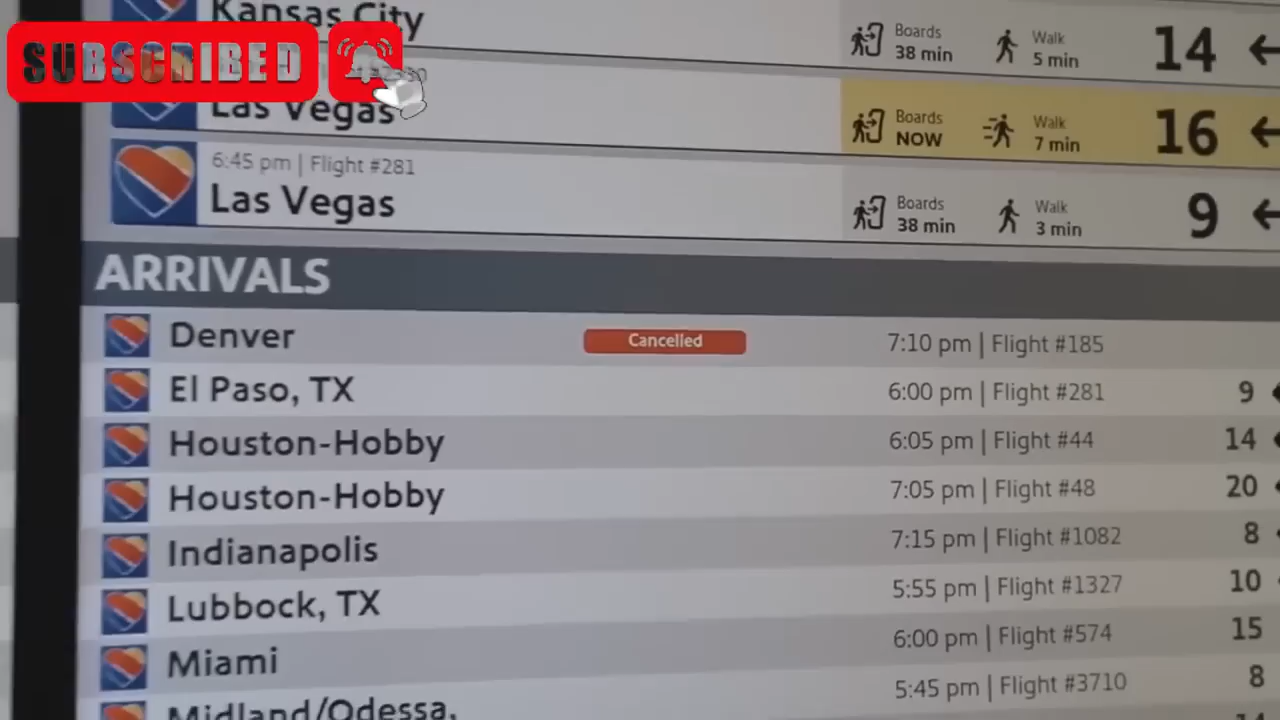 SUBSCRIBED
Kansas City
Boards
38 min
Walk
5 min
14
Las Vegas
Boards
NOW
Walk
7 min
16
6:45 pm | Flight #281
Las Vegas
Boards
38 min
Walk
3 min
9
ARRIVALS
Denver Cancelled 7:10 pm | Flight #185
El Paso, TX 6:00 pm | Flight #281 9
Houston-Hobby 6:05 pm | Flight #44 14
Houston-Hobby 7:05 pm | Flight #48 20
Indianapolis 7:15 pm | Flight #1082 8
Lubbock, TX 5:55 pm | Flight #1327 10
Miami 6:00 pm | Flight #574 15
Midland/Odessa, 5:45 pm | Flight #3710 8